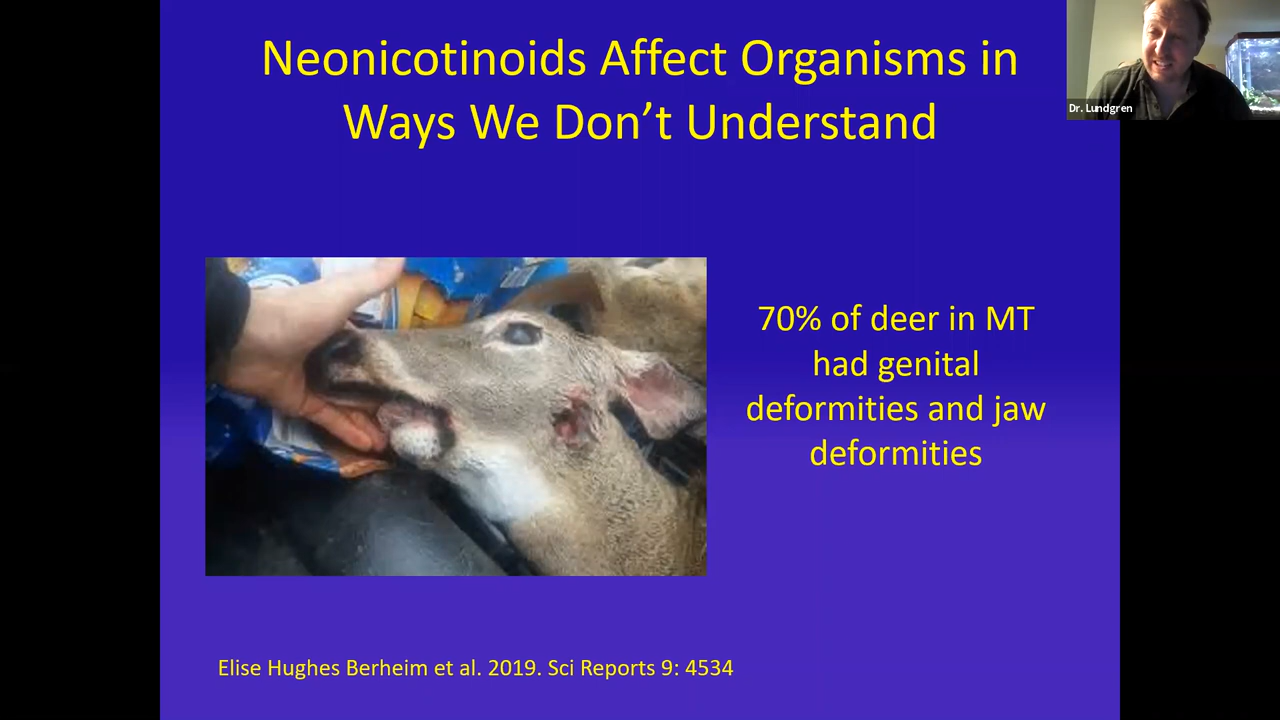 Neonicotinoids Affect Organisms in
Ways We Don't Understand
Dr. Lundgren
70% of deer in MT
had genital
deformities and jaw
deformities
Elise Hughes Berheim et al. 2019. Sci Reports 9: 4534